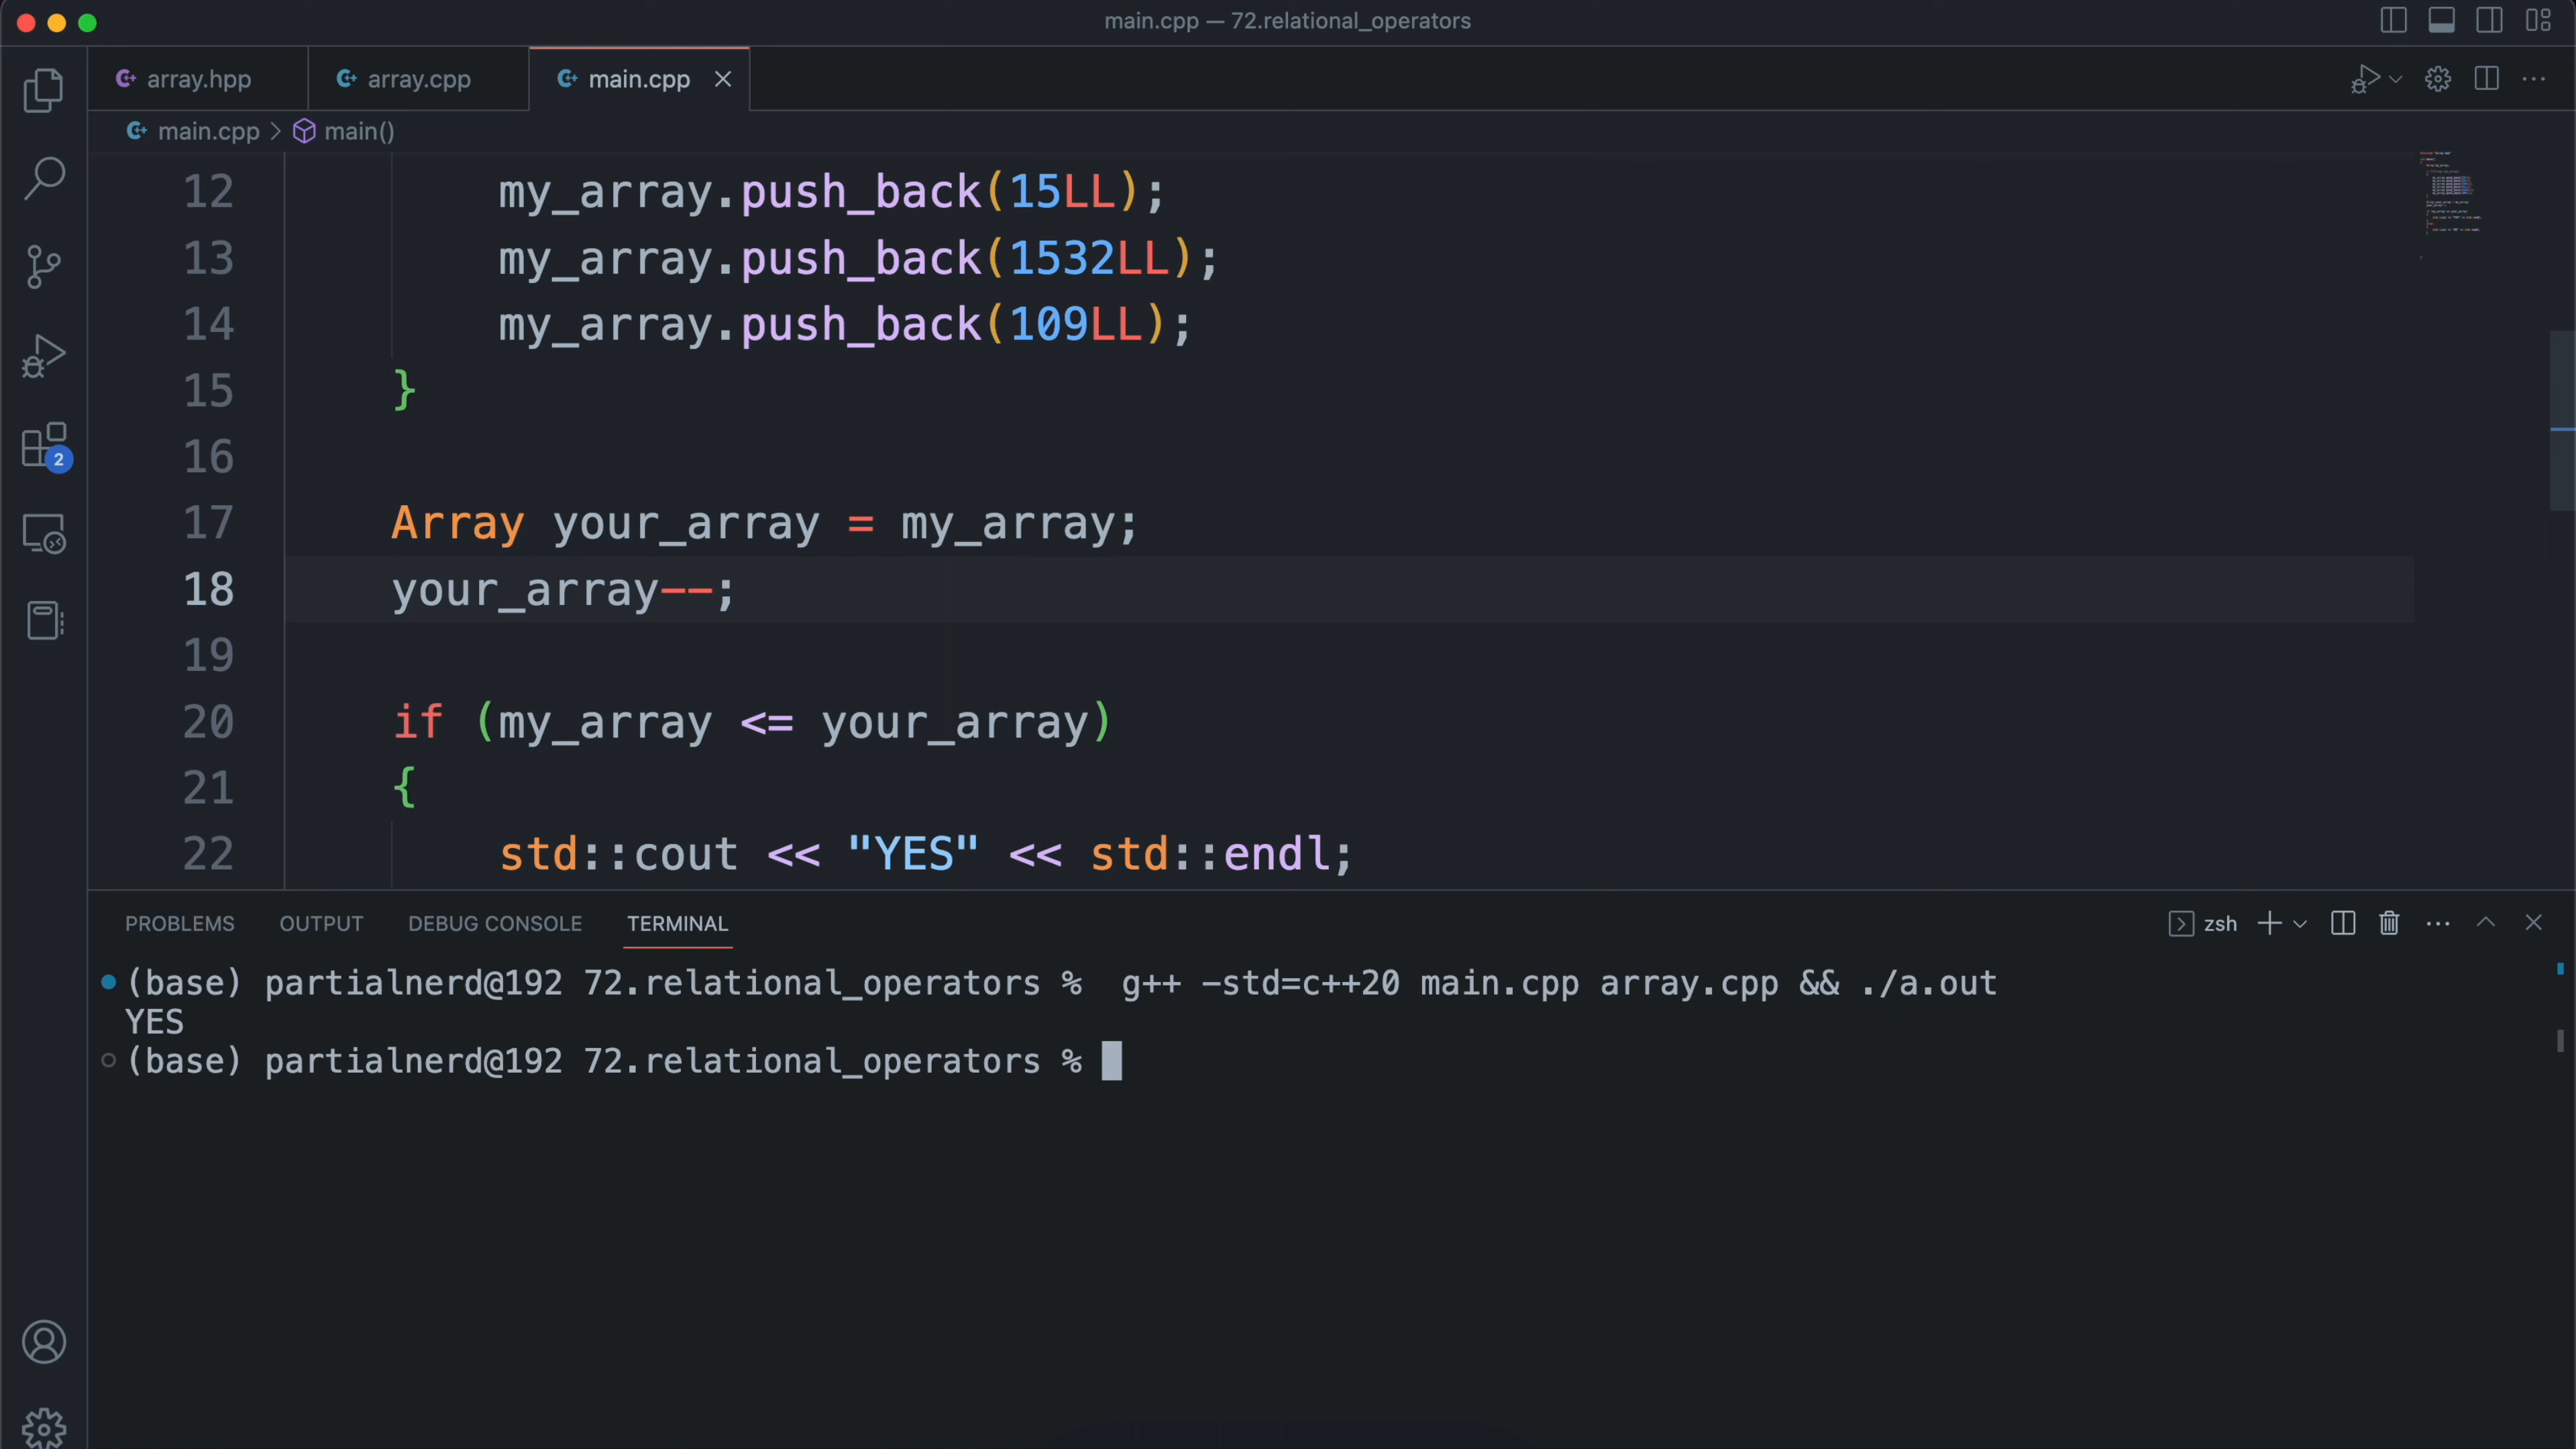 main.cpp — 72.relational_operators
array.hpp
array.cpp
main.cpp
main.cpp > main()
12 my_array.push_back(15LL);
13 my_array.push_back(1532LL);
14 my_array.push_back(109LL);
15 }
16
17 Array your_array = my_array;
18 your_array--;
19
20 if (my_array <= your_array)
21 {
22 std::cout << "YES" << std::endl;
2
PROBLEMS OUTPUT DEBUG CONSOLE TERMINAL
zsh
(base) partialnerd@192 72.relational_operators %  g++ -std=c++20 main.cpp array.cpp && ./a.out
YES
(base) partialnerd@192 72.relational_operators %